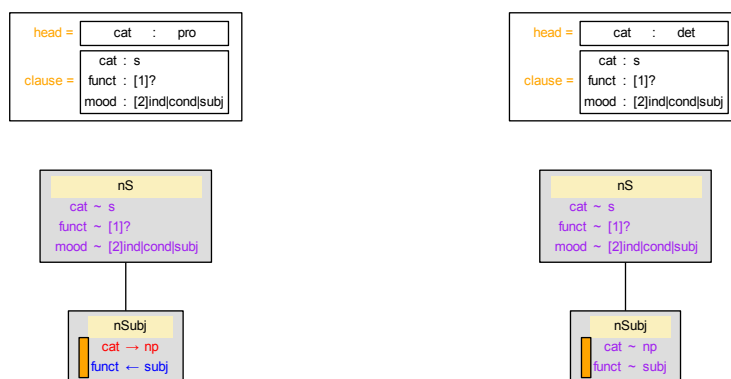 head = cat : pro
cat : s
clause = funct : [1]?
mood : [2]ind|cond|subj
nS
cat ~ s
funct ~ [1]?
mood ~ [2]ind|cond|subj
nSubj
cat → np
funct ← subj
head = cat : det
cat : s
clause = funct : [1]?
mood : [2]ind|cond|subj
nS
cat ~ s
funct ~ [1]?
mood ~ [2]ind|cond|subj
nSubj
cat ~ np
funct ~ subj